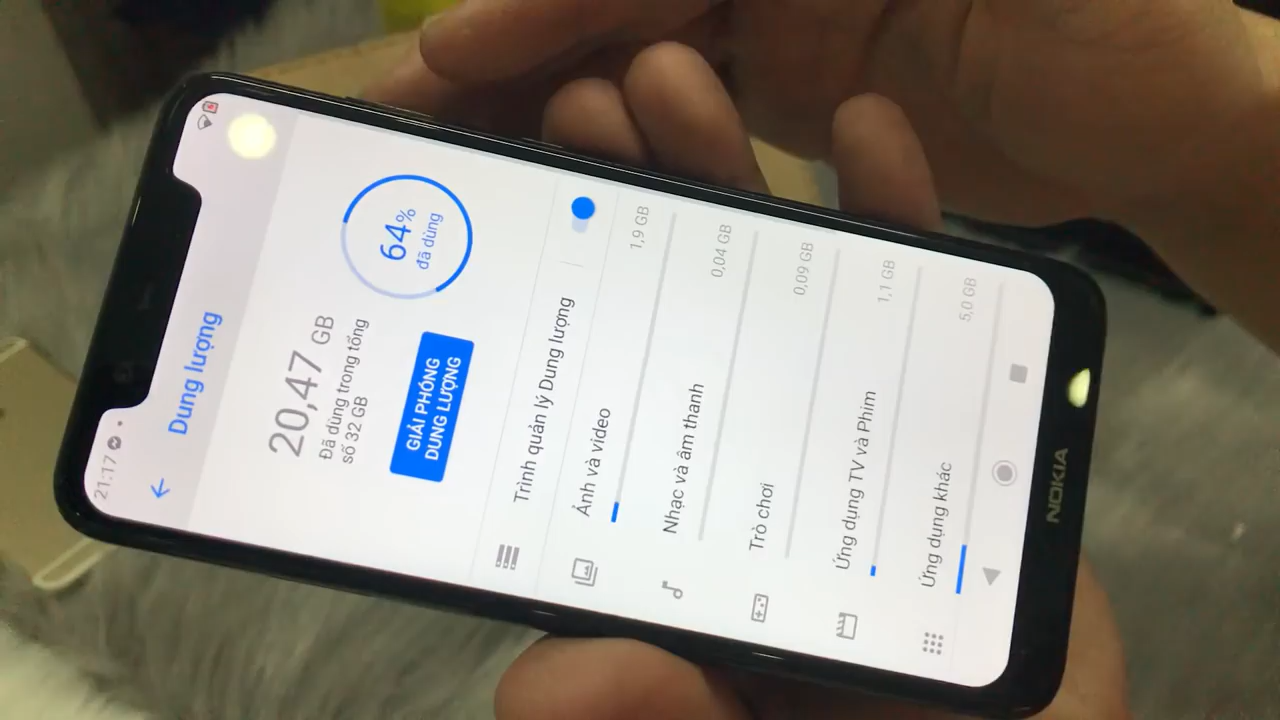 21:17
Dung lượng
20,47 GB
Đã dùng trong tổng
số 32 GB
64%
đã dùng
GIẢI PHÓNG
DUNG LƯỢNG
Trình quản lý Dung lượng
Ảnh và video 1,9 GB
Nhạc và âm thanh 0,04 GB
Trò chơi 0,09 GB
Ứng dụng TV và Phim 1,1 GB
Ứng dụng khác 5,0 GB
NOKIA